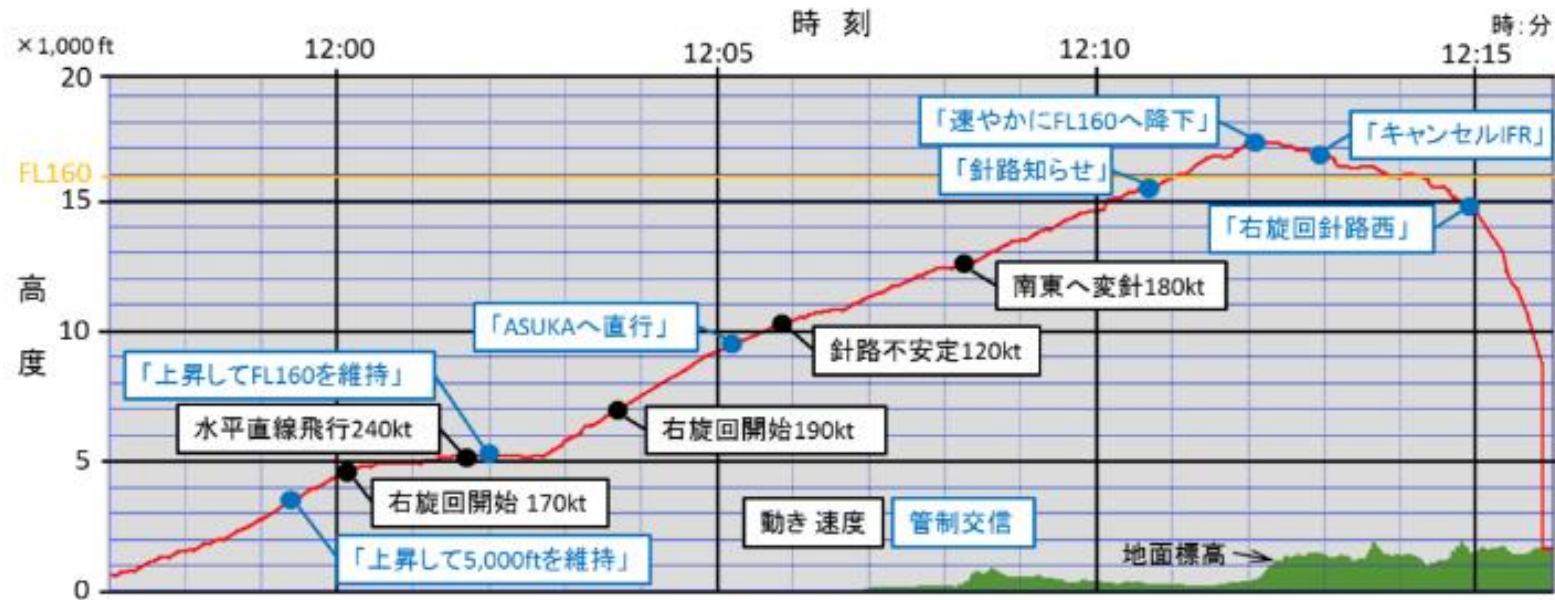 時 刻
×1,000 ft
時:分
12:00
12:05
12:10
12:15
20
「速やかにFL160へ降下」
「キャンセルIFR」
「針路知らせ」
FL160
15
「右旋回針路西」
高度
南東へ変針180kt
「ASUKAへ直行」
10
針路不安定120kt
「上昇してFL160を維持」
水平直線飛行240kt
右旋回開始190kt
5
右旋回開始 170kt
動き 速度
管制交信
「上昇して5,000ftを維持」
地面標高
0